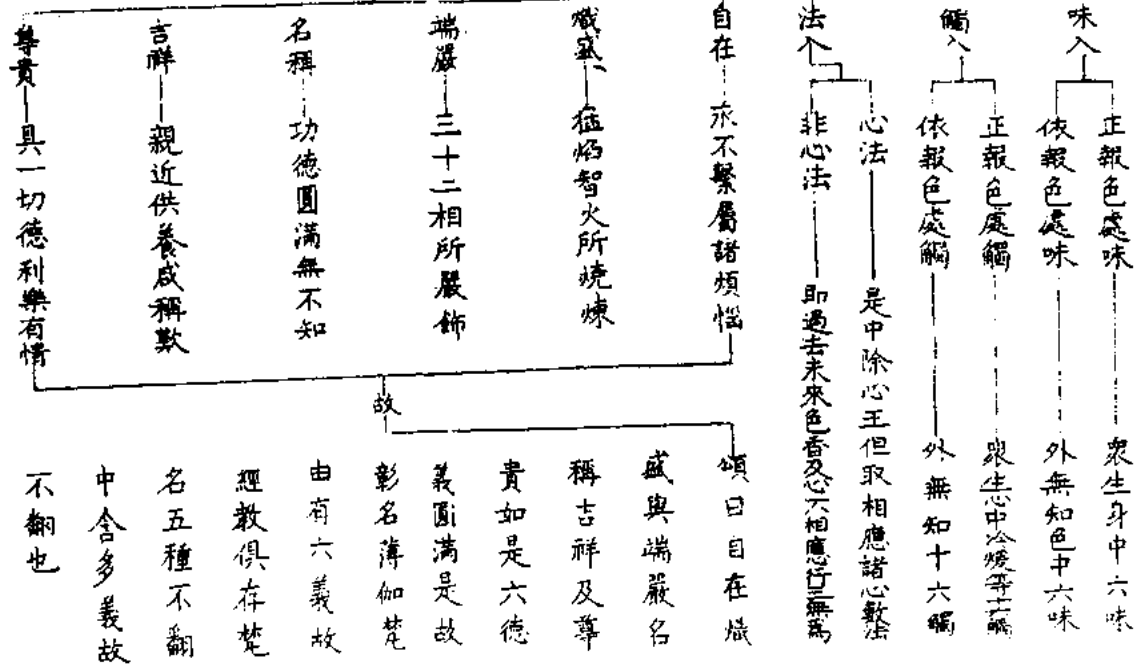 味入
正報色處味
眾生身中六味
依報色處味
外無知色中六味
觸入
正報色處觸
眾生心中冷煖等十六觸
依報色處觸
外無知十六觸
法入
心法
是中除心王但取相應諸心數法
非心法
即過去未來色香及心不相應行三無為
自在
永不繫屬諸煩惱
熾盛
猛焰智火所燒煉
端嚴
三十二相所嚴飾
名稱
功德圓滿無不知
吉祥
親近供養咸稱歎
尊貴
具一切德利樂有情
故
頌曰自在熾
盛與端嚴名
稱吉祥及尊
貴如是六德
義圓滿是故
彰名薄伽梵
由有六義故
經教俱存梵
名五種不翻
中含多義故
不翻也